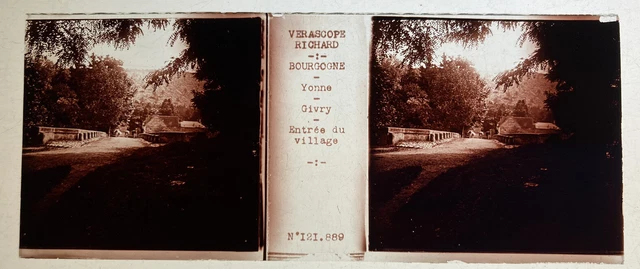 VERASCOPE
RICHARD
-:-
BOURGOGNE
-
Yonne
-
Givry
-
Entrée du
village
-:-
N°121.889